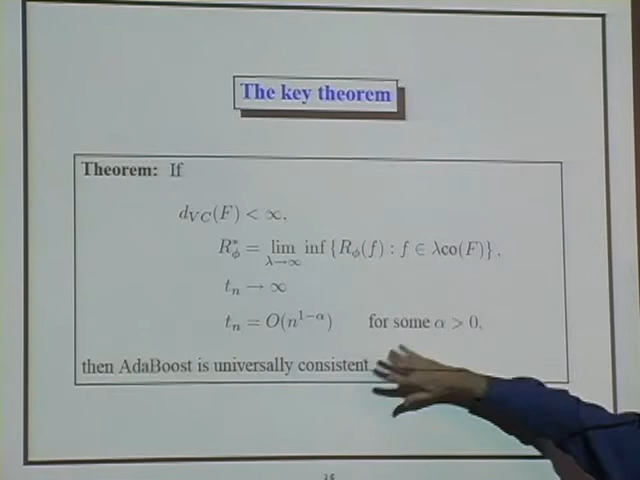 The key theorem
Theorem: If
d_{VC}(F) < ∞,
R*_ϕ = lim_{λ→∞} inf {R_ϕ(f) : f ∈ λco(F)},
t_n → ∞
t_n = O(n^{1−α}) for some α > 0,
then AdaBoost is universally consistent